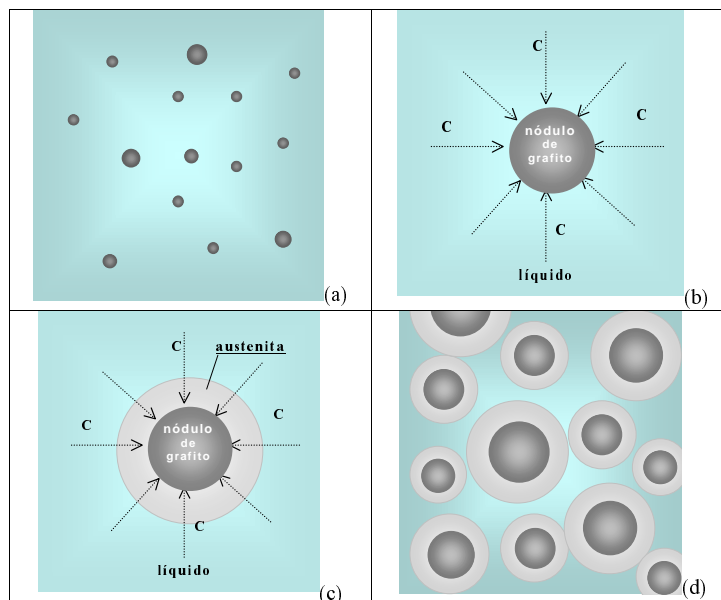 (a)
C
C
C
nódulo
de
grafito
C
líquido
(b)
C
austenita
C
C
nódulo
de
grafito
C
líquido
(c)
(d)